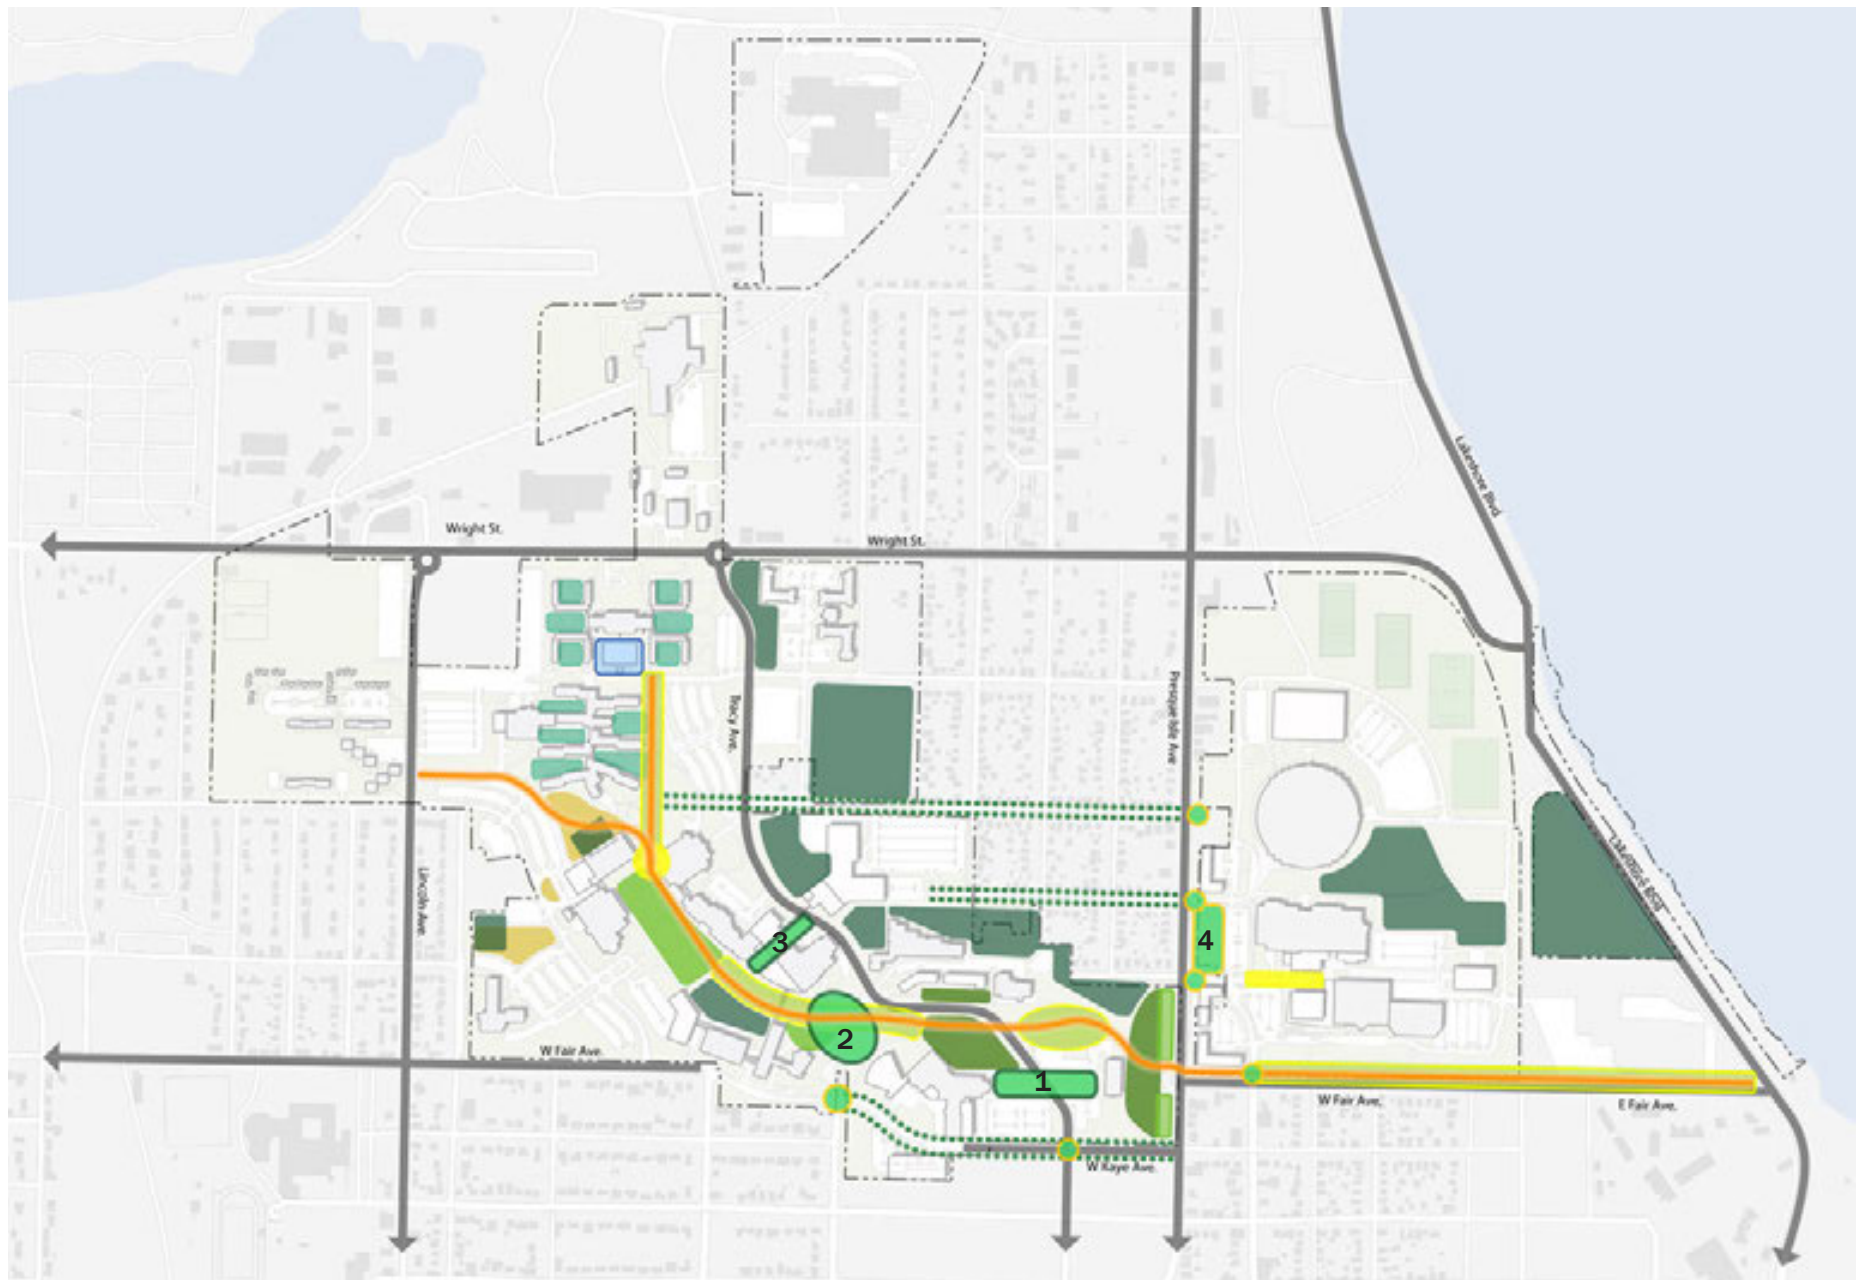 Wright St.
Wright St.
Lakeshore Blvd
Tracy Ave.
Presque Isle Ave
Lincoln Ave.
3
4
2
1
W Fair Ave.
W Fair Ave.
E Fair Ave.
W Kaye Ave.